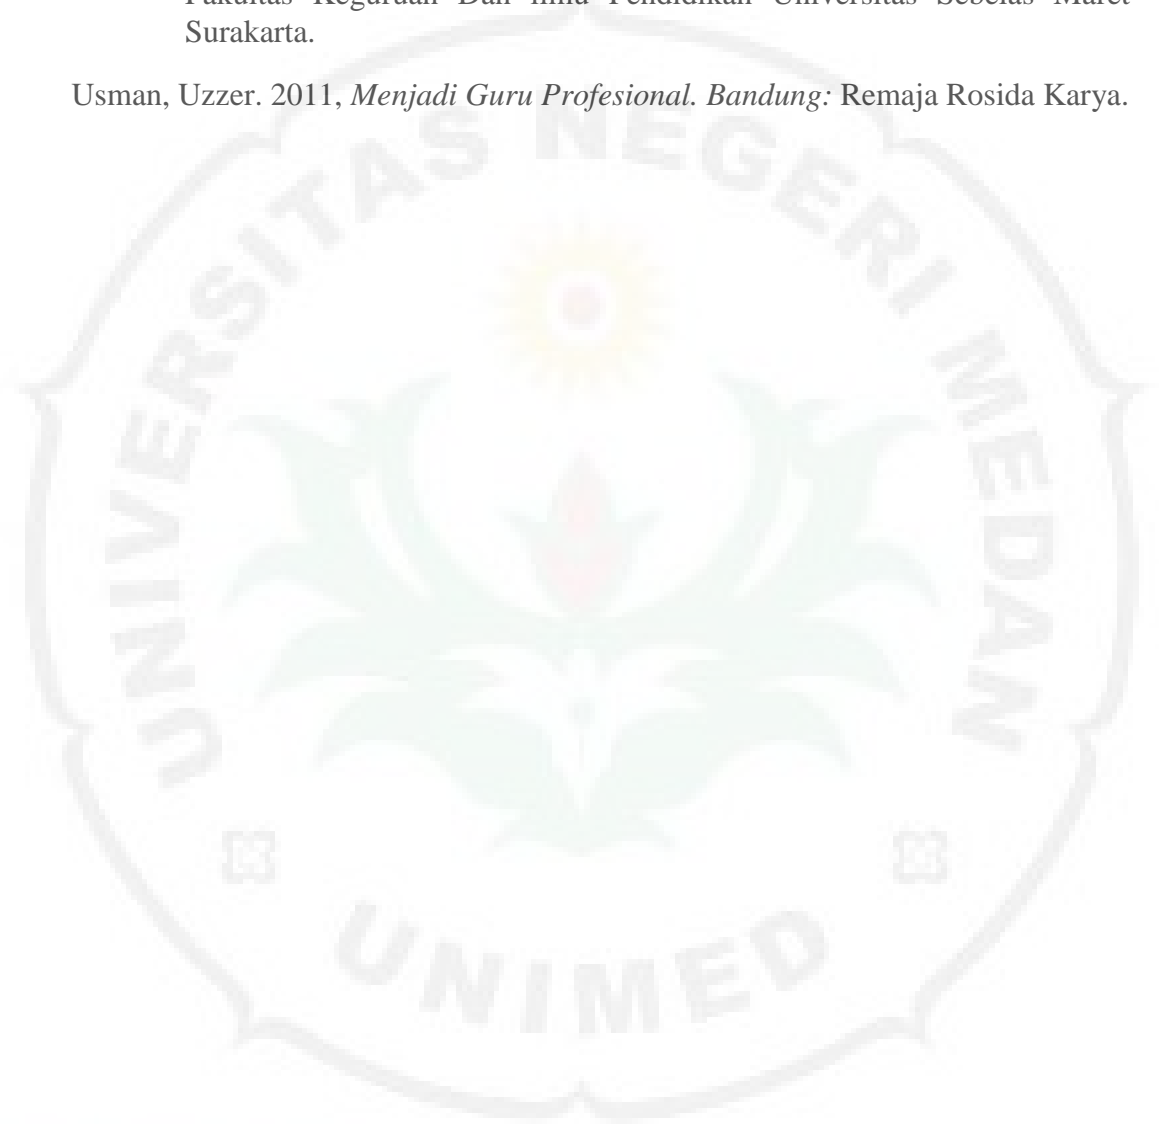 Fakultas Keguruan Dan Ilmu Pendidikan Universitas Sebelas Maret
Surakarta.
Usman, Uzzer. 2011, Menjadi Guru Profesional. Bandung: Remaja Rosida Karya.
UNIVERSITAS NEGERI MEDAN
UNIMED